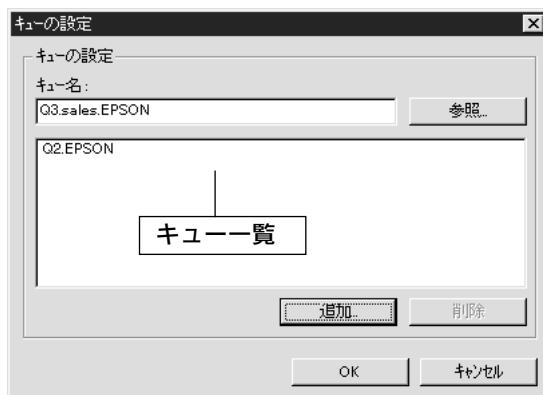 ｷｭｰの設定
ｷｭｰの設定
ｷｭｰ名:
Q3.sales.EPSON
参照...
Q2.EPSON
キュー一覧
追加...
削除
OK
ｷｬﾝｾﾙ